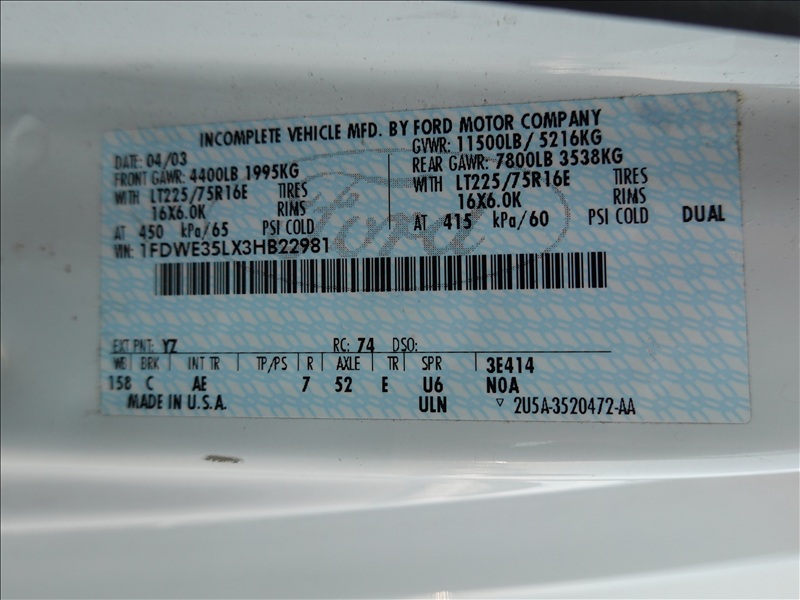 INCOMPLETE VEHICLE MFD. BY FORD MOTOR COMPANY
DATE: 04/03 GVWR: 11500LB/ 5216KG
FRONT GAWR: 4400LB 1995KG REAR GAWR: 7800LB 3538KG
WITH LT225/75R16E TIRES WITH LT225/75R16E TIRES
16X6.0K RIMS 16X6.0K RIMS
AT 450 kPa/65 PSI COLD AT 415 kPa/60 PSI COLD DUAL
VIN: 1FDWE35LX3HB22981
Ford
EXT PNT: YZ RC: 74 DSO:
WB BRK INT TR TP/PS R AXLE TR SPR 3E414
158 C AE 7 52 E U6 NOA
MADE IN U.S.A. ULN ▽ 2U5A-3520472-AA